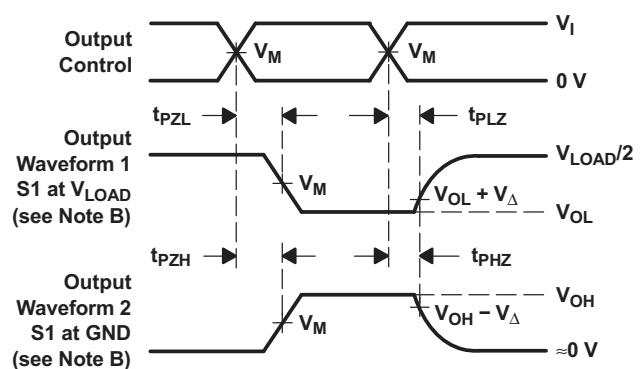 Output
Control
V_M
V_M
V_I
0 V
t_PZL
t_PLZ
Output
Waveform 1
S1 at V_LOAD
(see Note B)
V_M
V_LOAD/2
V_OL + V_Δ
V_OL
t_PZH
t_PHZ
Output
Waveform 2
S1 at GND
(see Note B)
V_M
V_OH
V_OH − V_Δ
≈0 V